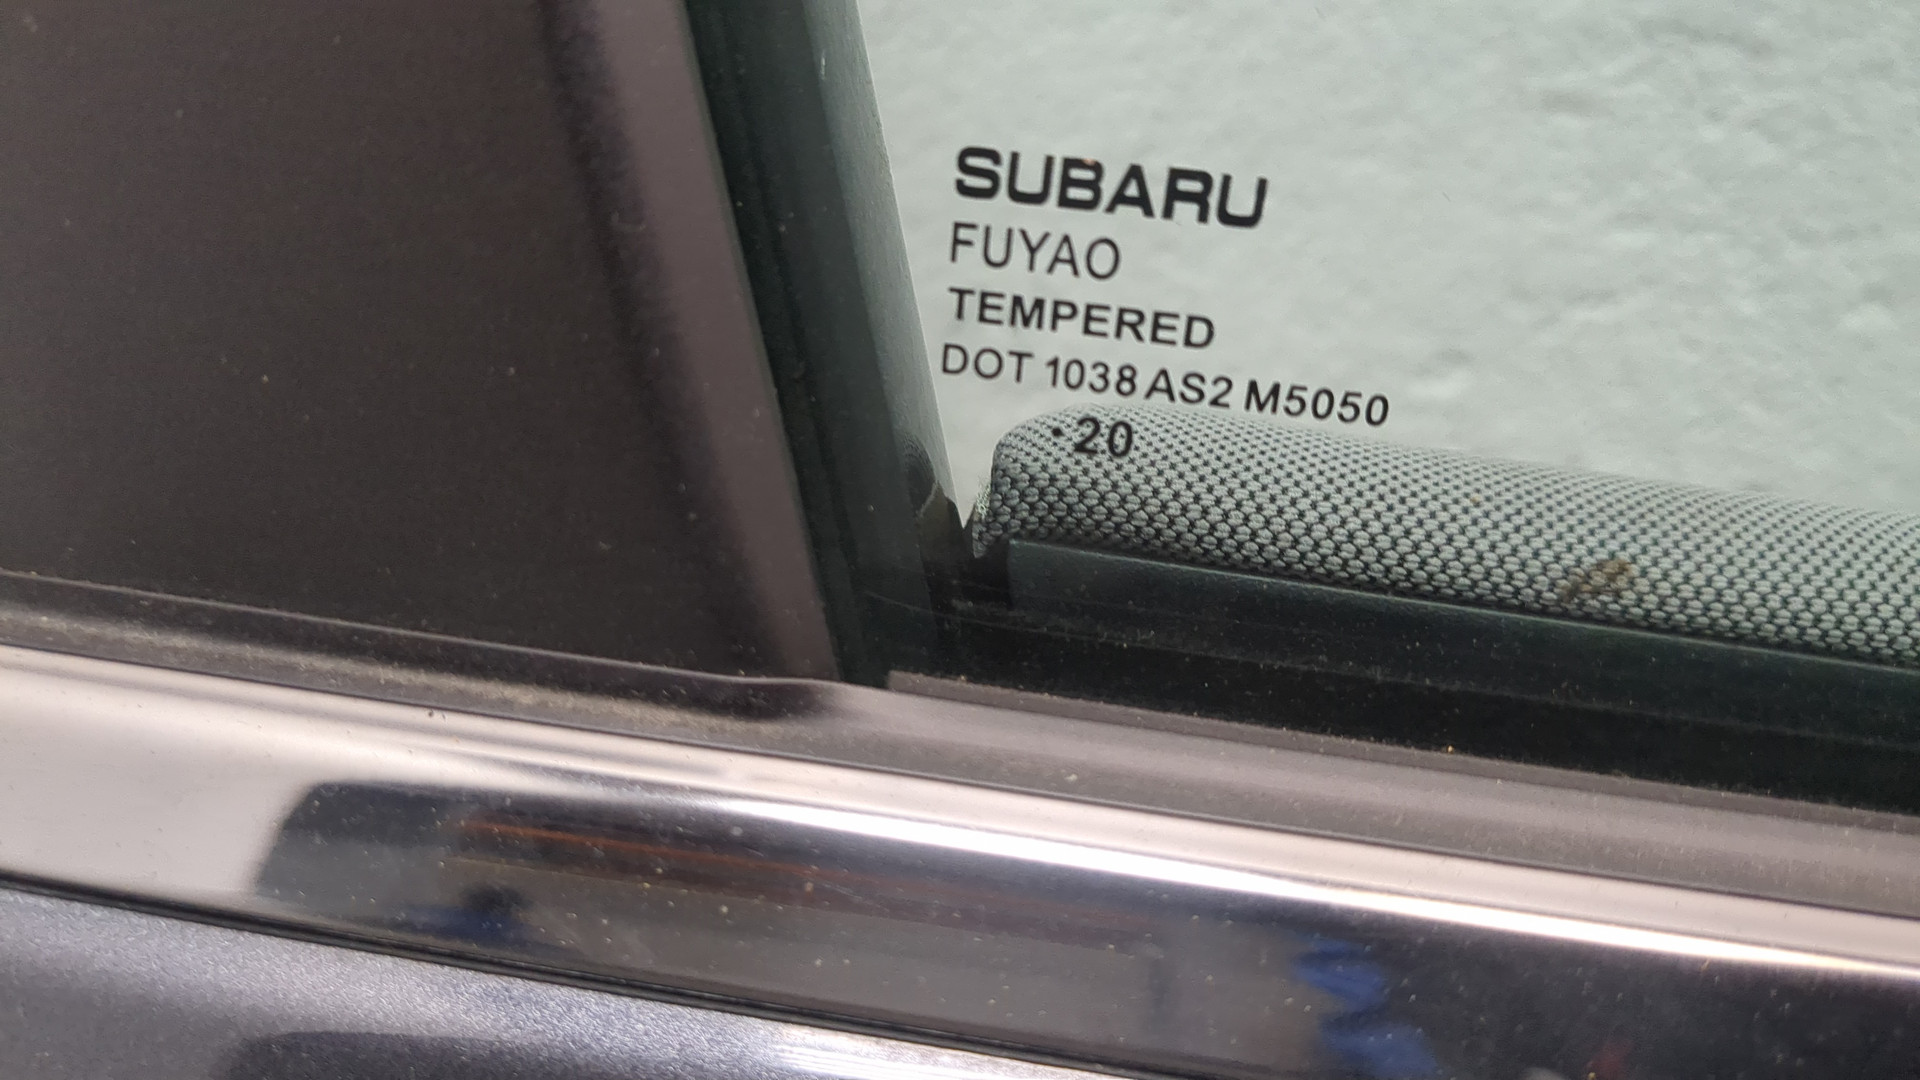 SUBARU
FUYAO
TEMPERED
DOT 1038 AS2 M5050
·20